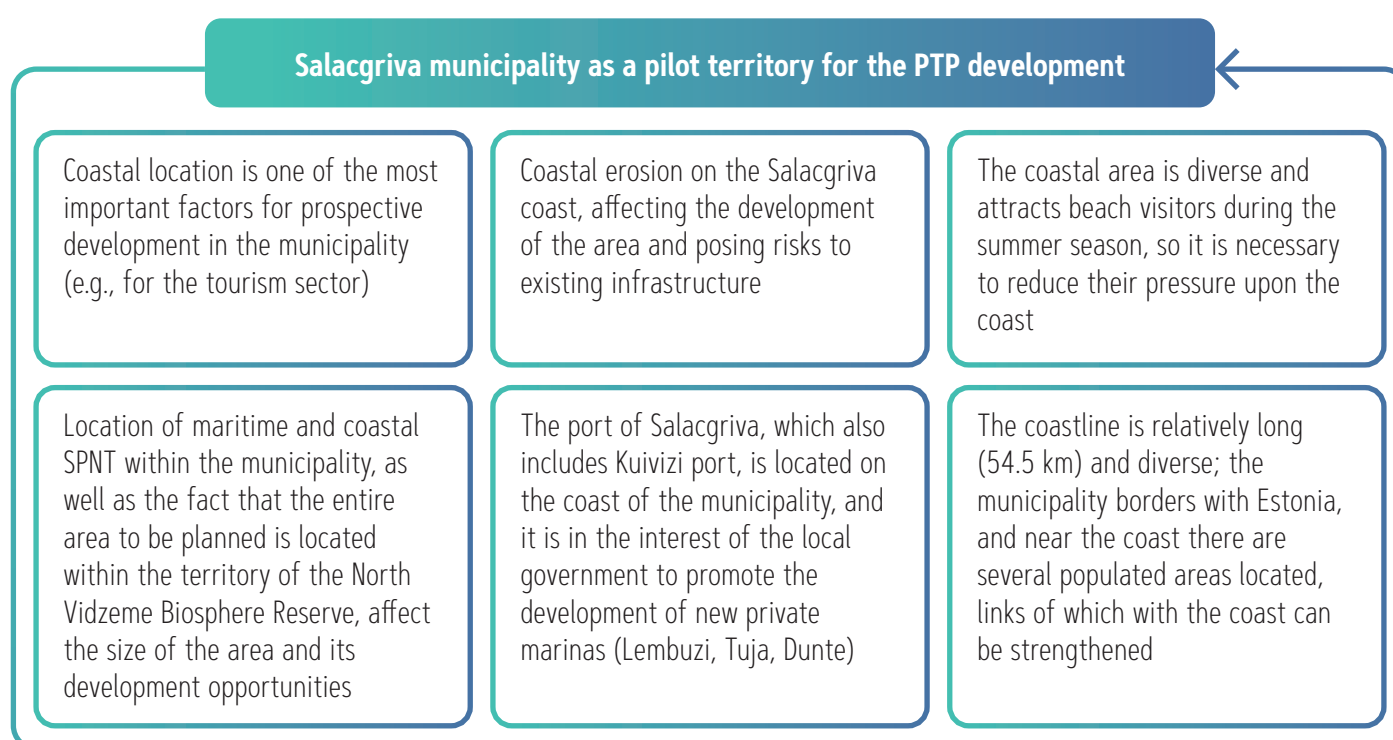 Salacgriva municipality as a pilot territory for the PTP development
Coastal location is one of the most
important factors for prospective
development in the municipality
(e.g., for the tourism sector)
Coastal erosion on the Salacgriva
coast, affecting the development
of the area and posing risks to
existing infrastructure
The coastal area is diverse and
attracts beach visitors during the
summer season, so it is necessary
to reduce their pressure upon the
coast
Location of maritime and coastal
SPNT within the municipality, as
well as the fact that the entire
area to be planned is located
within the territory of the North
Vidzeme Biosphere Reserve, affect
the size of the area and its
development opportunities
The port of Salacgriva, which also
includes Kuivizi port, is located on
the coast of the municipality, and
it is in the interest of the local
government to promote the
development of new private
marinas (Lembuzi, Tuja, Dunte)
The coastline is relatively long
(54.5 km) and diverse; the
municipality borders with Estonia,
and near the coast there are
several populated areas located,
links of which with the coast can
be strengthened